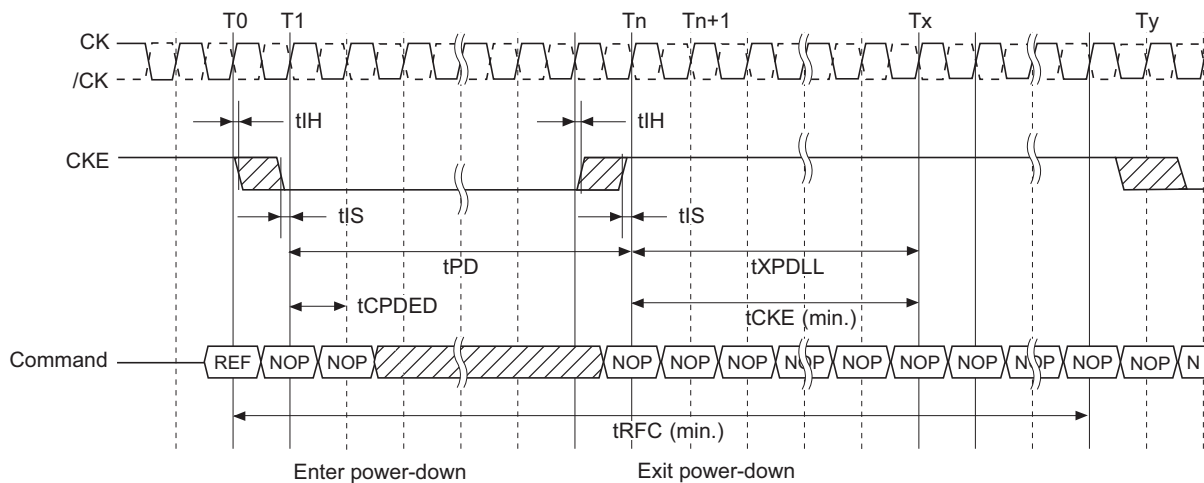 T0 T1 Tn Tn+1 Tx Ty
CK
/CK
tIH tIH
CKE
tIS tIS
tPD tXPDLL
tCPDED
tCKE (min.)
Command REF NOP NOP NOP NOP NOP NOP NOP NOP NOP NOP NOP NOP N
tRFC (min.)
Enter power-down Exit power-down